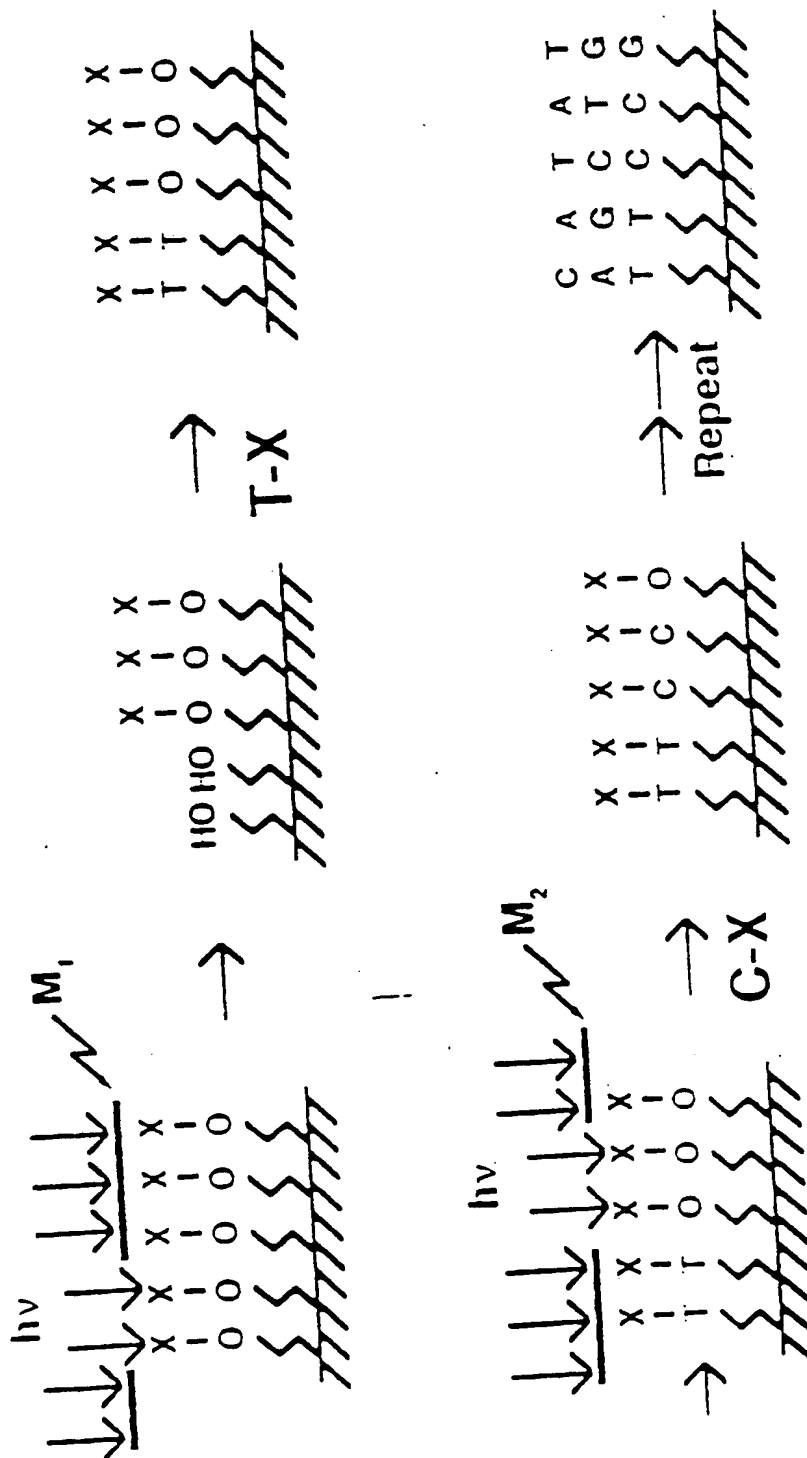 hν
M₁
X X X X X
O O O O O
X X X
HO HO O O O
T-X
X X X X X
T T O O O
hν
M₂
X X X X X
T T O O O
C-X
X X X X X
T T C C O
Repeat
C A T A T
A G C T G
T T C C G